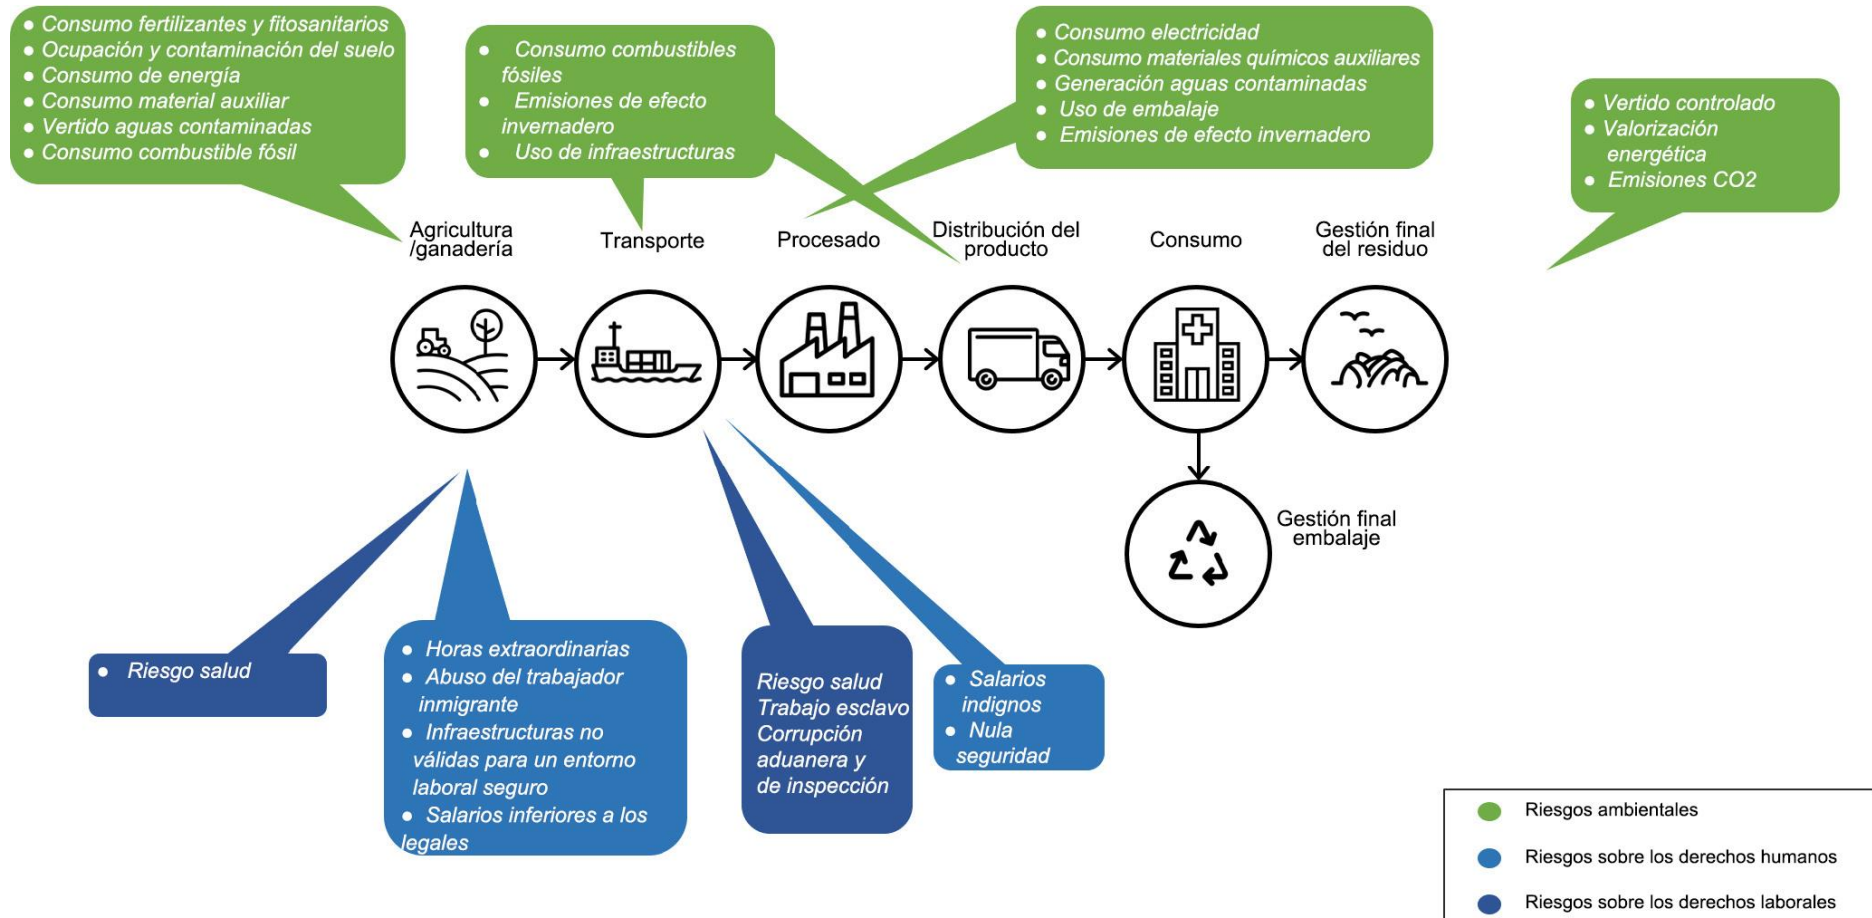 ● Consumo fertilizantes y fitosanitarios
● Ocupación y contaminación del suelo
● Consumo de energía
● Consumo material auxiliar
● Vertido aguas contaminadas
● Consumo combustible fósil
● Consumo combustibles
fósiles
● Emisiones de efecto
invernadero
● Uso de infraestructuras
● Consumo electricidad
● Consumo materiales químicos auxiliares
● Generación aguas contaminadas
● Uso de embalaje
● Emisiones de efecto invernadero
● Vertido controlado
● Valorización
energética
● Emisiones CO2
Agricultura
/ganadería
Transporte
Procesado
Distribución del
producto
Consumo
Gestión final
del residuo
Gestión final
embalaje
● Riesgo salud
● Horas extraordinarias
● Abuso del trabajador
inmigrante
● Infraestructuras no
válidas para un entorno
laboral seguro
● Salarios inferiores a los
legales
Riesgo salud
Trabajo esclavo
Corrupción
aduanera y
de inspección
● Salarios
indignos
● Nula
seguridad
Riesgos ambientales
Riesgos sobre los derechos humanos
Riesgos sobre los derechos laborales